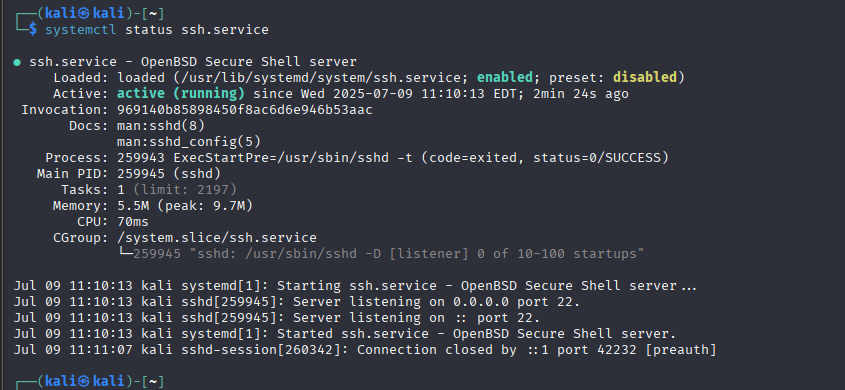 ┌──(kali㉿kali)-[~]
└─$ systemctl status ssh.service
● ssh.service - OpenBSD Secure Shell server
Loaded: loaded (/usr/lib/systemd/system/ssh.service; enabled; preset: disabled)
Active: active (running) since Wed 2025-07-09 11:10:13 EDT; 2min 24s ago
Invocation: 969140b85898450f8ac6d6e946b53aac
Docs: man:sshd(8)
man:sshd_config(5)
Process: 259943 ExecStartPre=/usr/sbin/sshd -t (code=exited, status=0/SUCCESS)
Main PID: 259945 (sshd)
Tasks: 1 (limit: 2197)
Memory: 5.5M (peak: 9.7M)
CPU: 70ms
CGroup: /system.slice/ssh.service
└─259945 "sshd: /usr/sbin/sshd -D [listener] 0 of 10-100 startups"
Jul 09 11:10:13 kali systemd[1]: Starting ssh.service - OpenBSD Secure Shell server...
Jul 09 11:10:13 kali sshd[259945]: Server listening on 0.0.0.0 port 22.
Jul 09 11:10:13 kali sshd[259945]: Server listening on :: port 22.
Jul 09 11:10:13 kali systemd[1]: Started ssh.service - OpenBSD Secure Shell server.
Jul 09 11:11:07 kali sshd-session[260342]: Connection closed by ::1 port 42232 [preauth]
┌──(kali㉿kali)-[~]